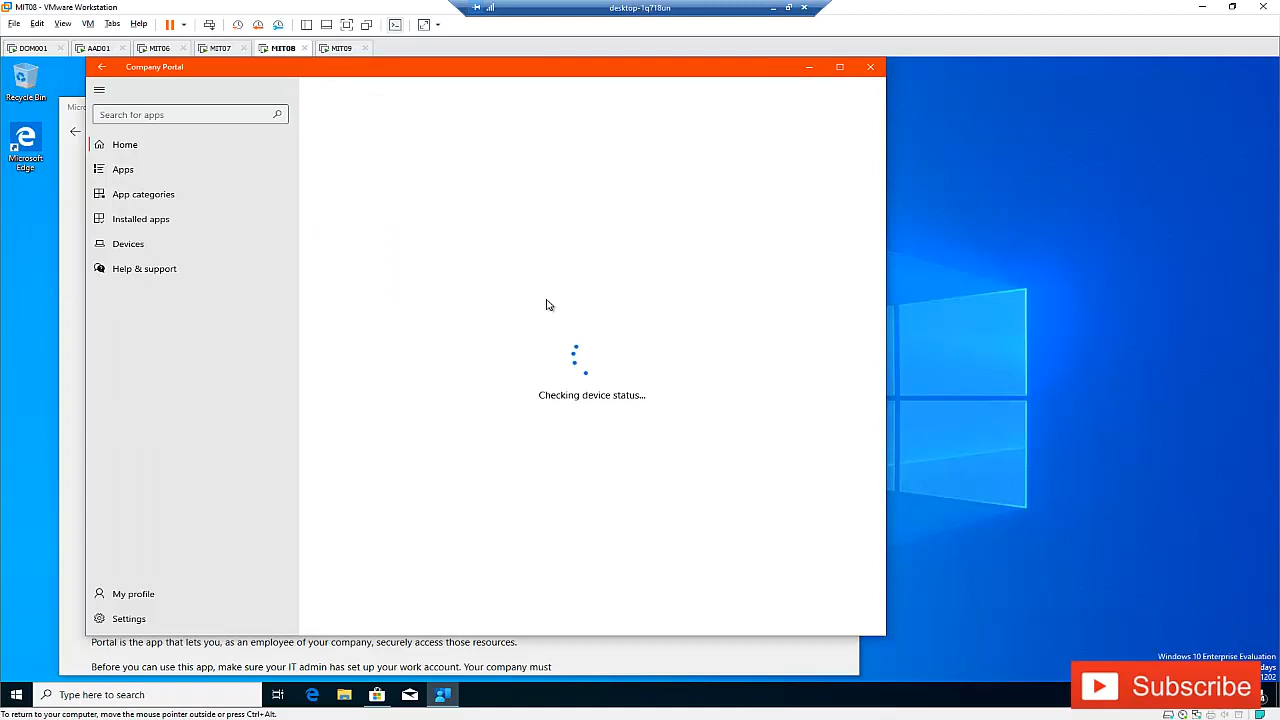 MIT08 - VMware Workstation
desktop-1q718un
File Edit View VM Tabs Help
DOM001 AAD01 MIT06 MIT07 MIT08 MIT09
Recycle Bin
Microsoft
Edge
Micro
Company Portal
Search for apps
Home
Apps
App categories
Installed apps
Devices
Help & support
Checking device status...
My profile
Settings
Portal is the app that lets you, as an employee of your company, securely access those resources.
Before you can use this app, make sure your IT admin has set up your work account. Your company must
Windows 10 Enterprise Evaluation
days
1202
Subscribe
Type here to search
To return to your computer, move the mouse pointer outside or press Ctrl+Alt.